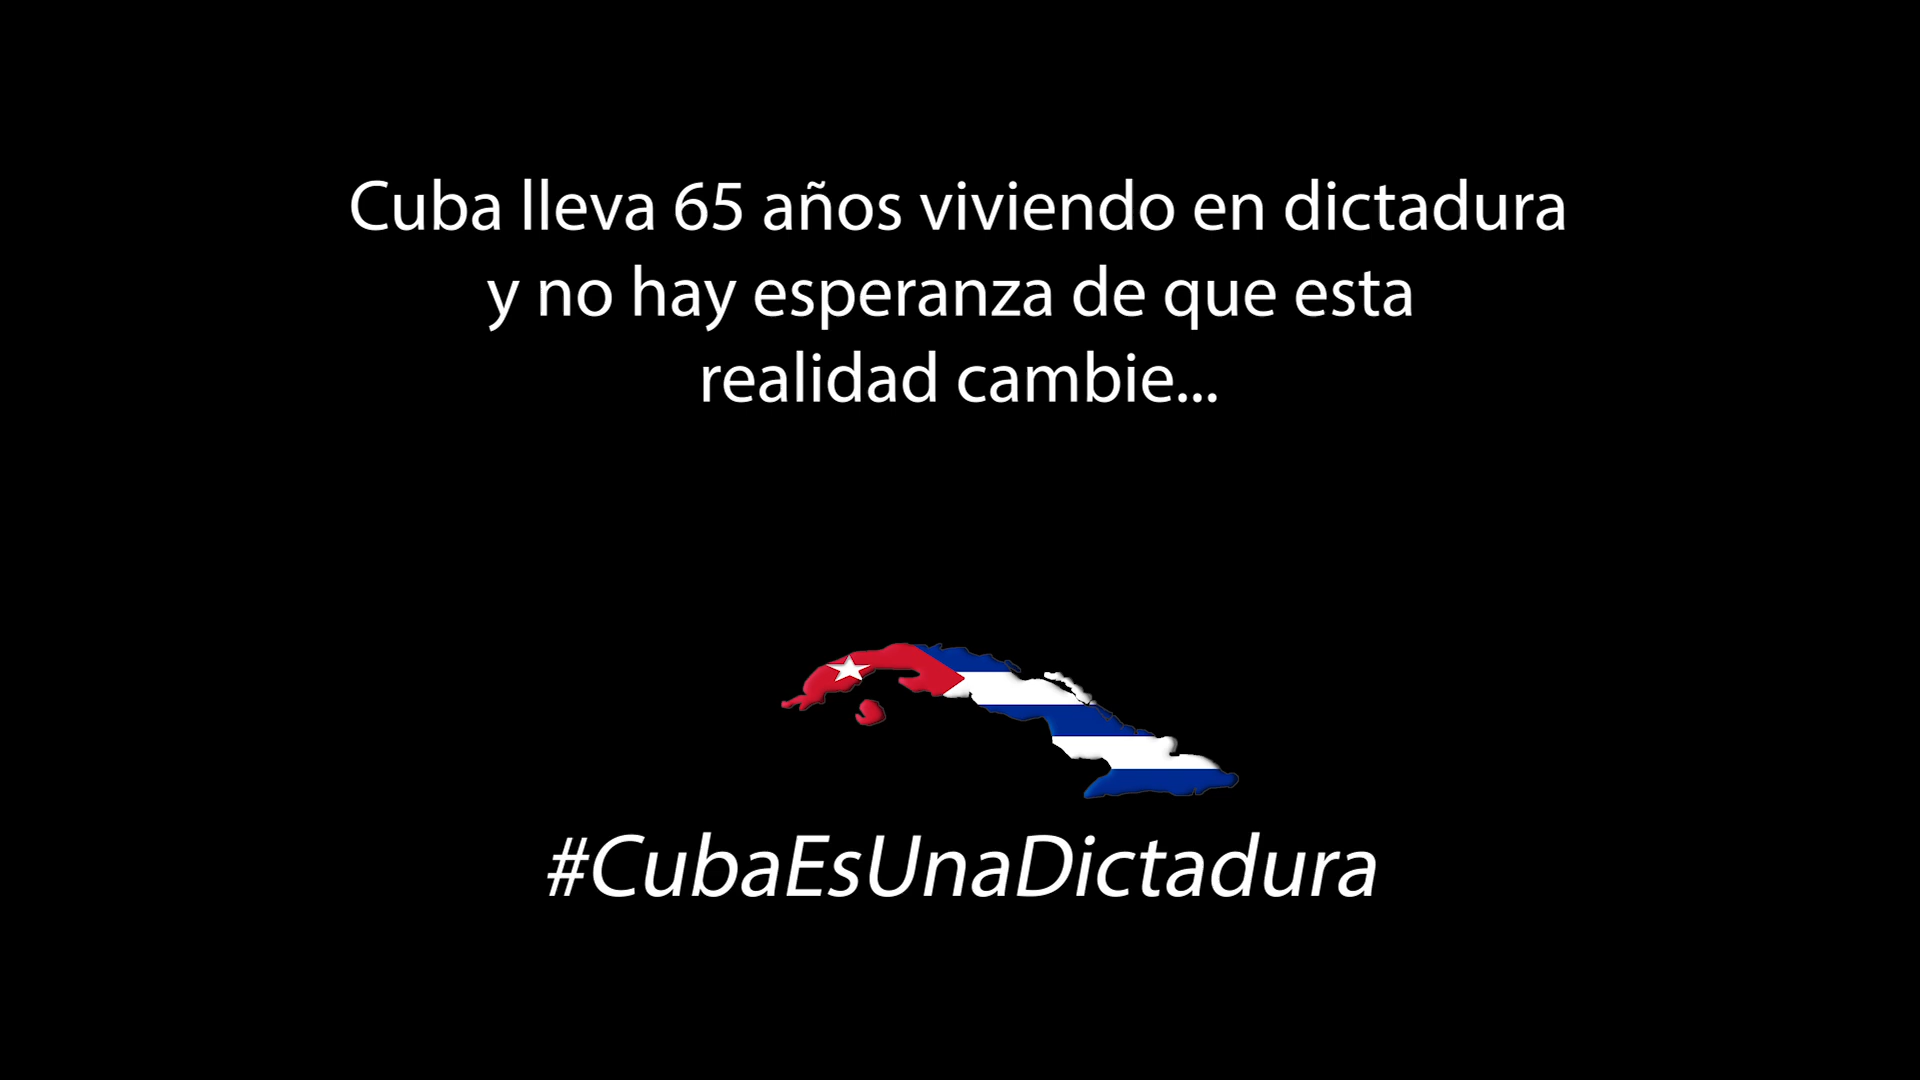 Cuba lleva 65 años viviendo en dictadura
y no hay esperanza de que esta
realidad cambie...
#CubaEsUnaDictadura